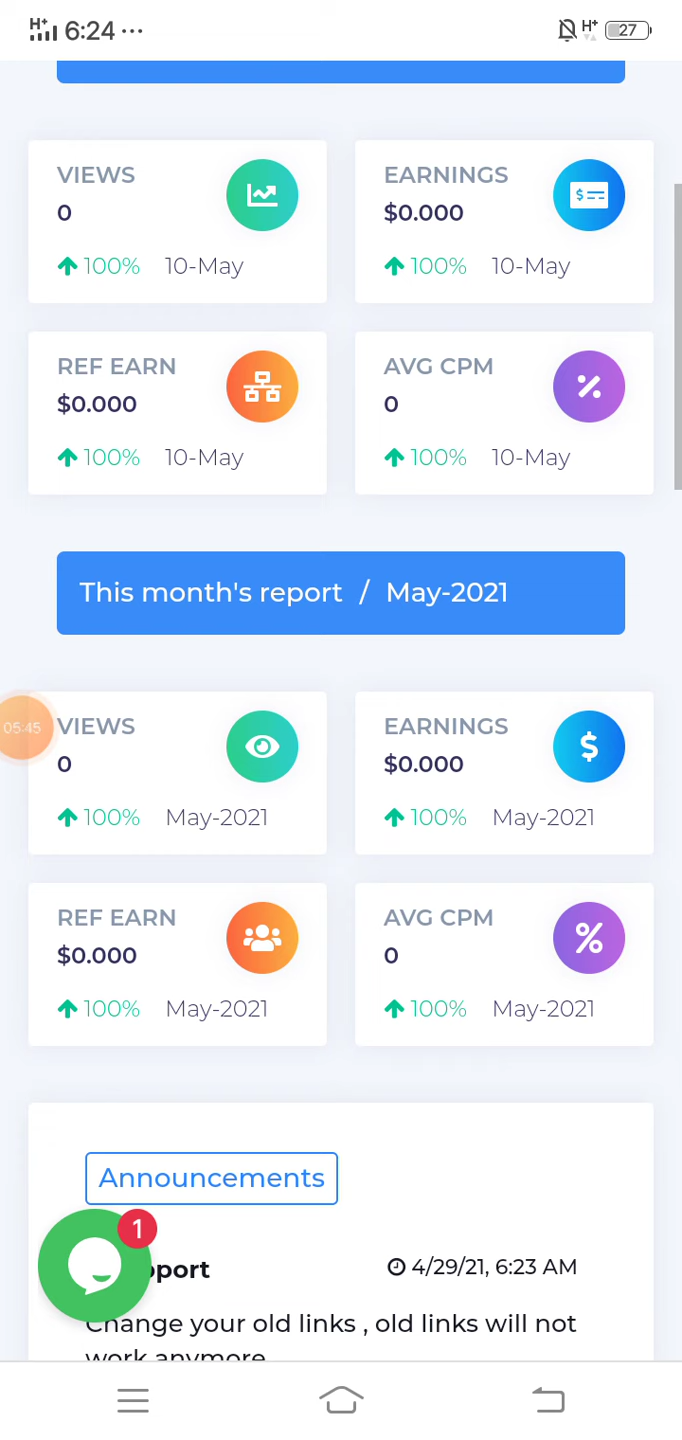 H+ 6:24 ··· H+ 27
VIEWS
0
100% 10-May
EARNINGS
$0.000
100% 10-May
REF EARN
$0.000
100% 10-May
AVG CPM
0
100% 10-May
This month's report / May-2021
05:45
VIEWS
0
100% May-2021
EARNINGS
$0.000
100% May-2021
REF EARN
$0.000
100% May-2021
AVG CPM
0
100% May-2021
Announcements
1
4/29/21, 6:23 AM
Change your old links , old links will not
work anymore